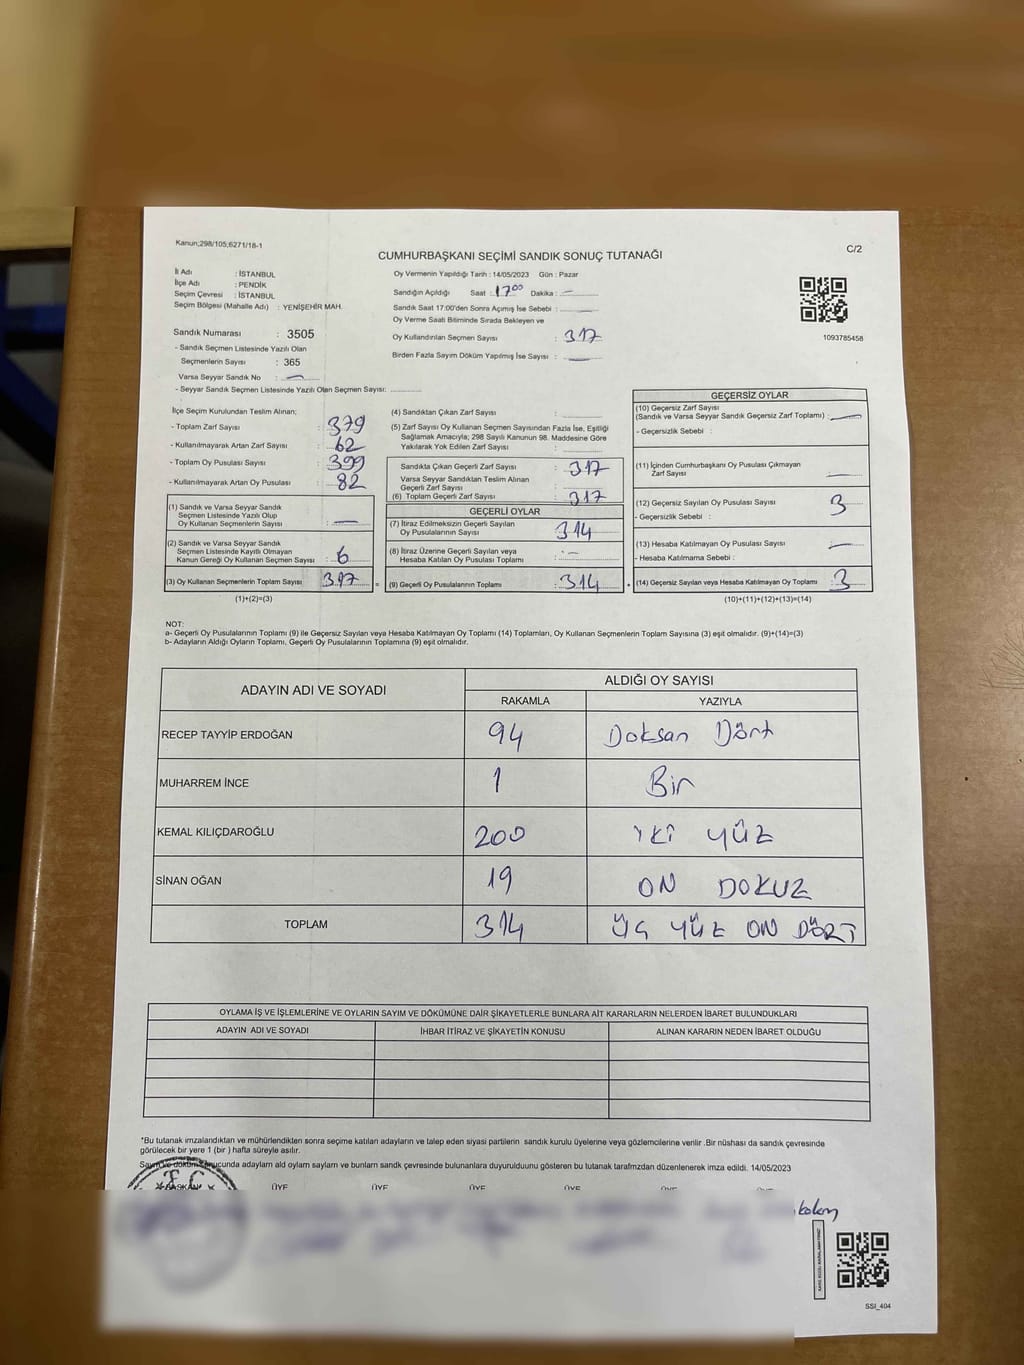 Kanun;298/105;6271/18-1
CUMHURBAŞKANI SEÇİMİ SANDIK SONUÇ TUTANAĞI
C/2
İl Adı : İSTANBUL
İlçe Adı : PENDİK
Seçim Çevresi : İSTANBUL
Seçim Bölgesi (Mahalle Adı) : YENİŞEHİR MAH.
Sandık Numarası : 3505
- Sandık Seçmen Listesinde Yazılı Olan
Seçmenlerin Sayısı : 365
Varsa Seyyar Sandık No : —
- Seyyar Sandık Seçmen Listesinde Yazılı Olan Seçmen Sayısı:
Oy Vermenin Yapıldığı Tarih : 14/05/2023 Gün : Pazar
Sandığın Açıldığı Saat : 1700 Dakika : —
Sandık Saat 17:00'den Sonra Açımış İse Sebebi : —
Oy Verme Saati Bitiminde Sırada Bekleyen ve
Oy Kullandırılan Seçmen Sayısı : 317
Birden Fazla Sayım Döküm Yapılmış İse Sayısı : —
1093785458
İlçe Seçim Kurulundan Teslim Alınan;
- Toplam Zarf Sayısı : 379
- Kullanılmayarak Artan Zarf Sayısı : 62
- Toplam Oy Pusulası Sayısı : 399
- Kullanılmayarak Artan Oy Pusulası : 82
(1) Sandık ve Varsa Seyyar Sandık
Seçmen Listesinde Yazılı Olup
Oy Kullanan Seçmenlerin Sayısı : —
(2) Sandık ve Varsa Seyyar Sandık
Seçmen Listesinde Kayıtlı Olmayan
Kanun Gereği Oy Kullanan Seçmen Sayısı : 6
(3) Oy Kullanan Seçmenlerin Toplam Sayısı : 317 =
(1)+(2)=(3)
(4) Sandıktan Çıkan Zarf Sayısı :
(5) Zarf Sayısı Oy Kullanan Seçmen Sayısından Fazla İse, Eşitliği
Sağlamak Amacıyla; 298 Sayılı Kanunun 98. Maddesine Göre
Yakılarak Yok Edilen Zarf Sayısı :
Sandıkta Çıkan Geçerli Zarf Sayısı : 317
Varsa Seyyar Sandıktan Teslim Alınan
Geçerli Zarf Sayısı :
(6) Toplam Geçerli Zarf Sayısı : 317
GEÇERLİ OYLAR
(7) İtiraz Edilmeksizin Geçerli Sayılan
Oy Pusulalarının Sayısı : 314
(8) İtiraz Üzerine Geçerli Sayılan veya
Hesaba Katılan Oy Pusulası Toplamı : —
(9) Geçerli Oy Pusulalarının Toplamı : 314
GEÇERSİZ OYLAR
(10) Geçersiz Zarf Sayısı
(Sandık ve Varsa Seyyar Sandık Geçersiz Zarf Toplamı) : —
- Geçersizlik Sebebi :
(11) İçinden Cumhurbaşkanı Oy Pusulası Çıkmayan
Zarf Sayısı : —
(12) Geçersiz Sayılan Oy Pusulası Sayısı : 3
- Geçersizlik Sebebi :
(13) Hesaba Katılmayan Oy Pusulası Sayısı : —
- Hesaba Katılmama Sebebi :
(14) Geçersiz Sayılan veya Hesaba Katılmayan Oy Toplamı : 3
(10)+(11)+(12)+(13)=(14)
NOT:
a- Geçerli Oy Pusulalarının Toplamı (9) ile Geçersiz Sayılan veya Hesaba Katılmayan Oy Toplamı (14) Toplamları, Oy Kullanan Seçmenlerin Toplam Sayısına (3) eşit olmalıdır. (9)+(14)=(3)
b- Adayların Aldığı Oyların Toplamı, Geçerli Oy Pusulalarının Toplamına (9) eşit olmalıdır.
ADAYIN ADI VE SOYADI
ALDIĞI OY SAYISI
RAKAMLA YAZIYLA
RECEP TAYYİP ERDOĞAN 94 Doksan Dört
MUHARREM İNCE 1 Bir
KEMAL KILIÇDAROĞLU 200 iki yüz
SİNAN OĞAN 19 ON DOKUZ
TOPLAM 314 ÜÇ YÜZ ON DÖRT
OYLAMA İŞ VE İŞLEMLERİNE VE OYLARIN SAYIM VE DÖKÜMÜNE DAİR ŞİKAYETLERLE BUNLARA AİT KARARLARIN NELERDEN İBARET BULUNDUKLARI
ADAYIN ADI VE SOYADI İHBAR İTİRAZ VE ŞİKAYETİN KONUSU ALINAN KARARIN NEDEN İBARET OLDUĞU
*Bu tutanak imzalandıktan ve mühürlendikten sonra seçime katılan adayların ve talep eden siyasi partilerin sandık kurulu üyelerine veya gözlemcilerine verilir .Bir nüshası da sandık çevresinde
görülecek bir yere 1 (bir ) hafta süreyle asılır.
Sayım ve döküm sonucunda adayların ald oyların sayların ve bunların sandk çevresinde bulunanlara duyurulduunu gösteren bu tutanak tarafmzdan düzenlenerek imza edildi. 14/05/2023
T.C.
BAŞKAN ÜYE ÜYE ÜYE ÜYE ÜYE ÜYE
SSI_404